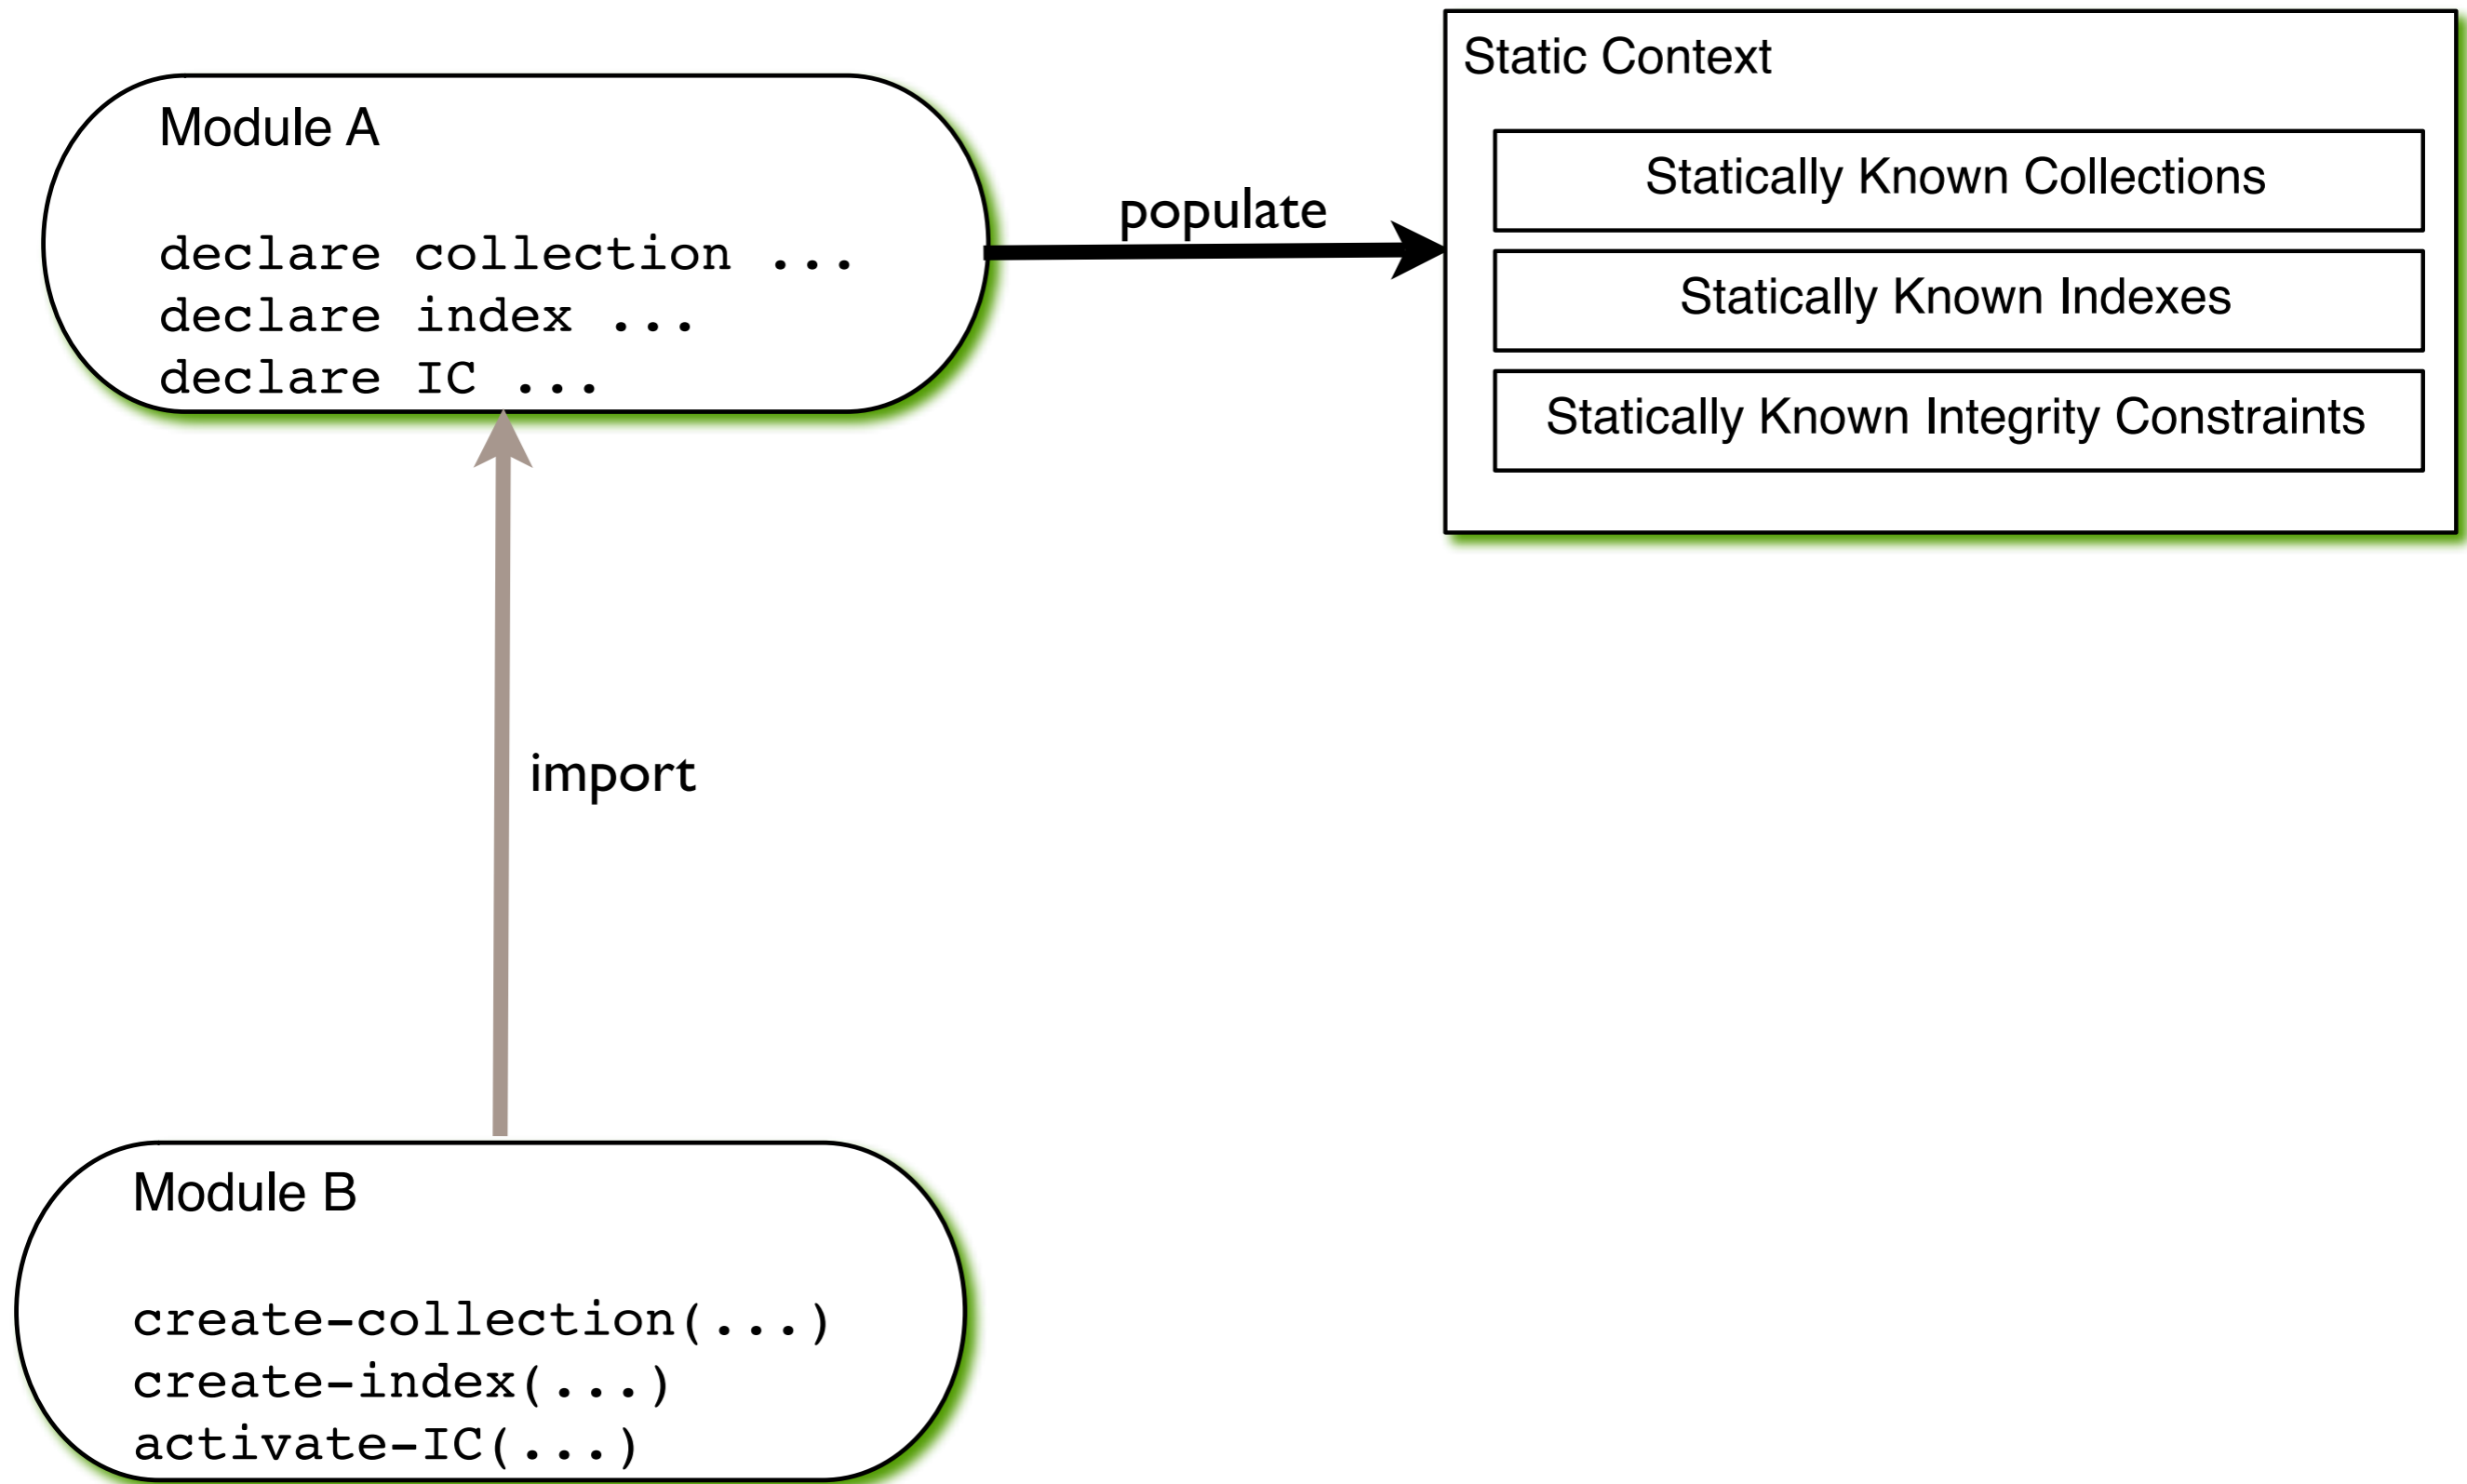 Module A
declare collection ...
declare index ...
declare IC ...
populate
Static Context
Statically Known Collections
Statically Known Indexes
Statically Known Integrity Constraints
import
Module B
create-collection(...)
create-index(...)
activate-IC(...)